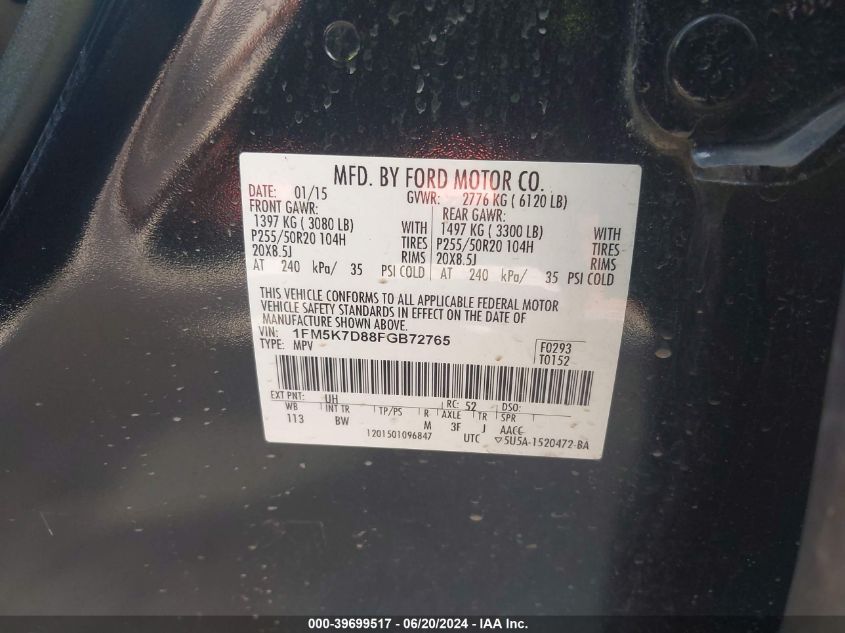 MFD. BY FORD MOTOR CO.
DATE: 01/15 GVWR: 2776 KG ( 6120 LB)
FRONT GAWR: REAR GAWR:
1397 KG ( 3080 LB) WITH 1497 KG ( 3300 LB) WITH
P255/50R20 104H TIRES P255/50R20 104H TIRES
20X8.5J RIMS 20X8.5J RIMS
AT 240 kPa/ 35 PSI COLD AT 240 kPa/ 35 PSI COLD
THIS VEHICLE CONFORMS TO ALL APPLICABLE FEDERAL MOTOR
VEHICLE SAFETY STANDARDS IN EFFECT ON THE DATE OF
MANUFACTURE SHOWN ABOVE.
VIN: 1FM5K7D88FGB72765 F0293
TYPE: MPV T0152
EXT PNT: UH RC: 52 DSO:
WB INT TR TP/PS R AXLE TR SPR
113 BW M 3F J AACC
1201501096847 UTC ▽5U5A-1520472-BA
000-39699517 - 06/20/2024 - IAA, Inc.